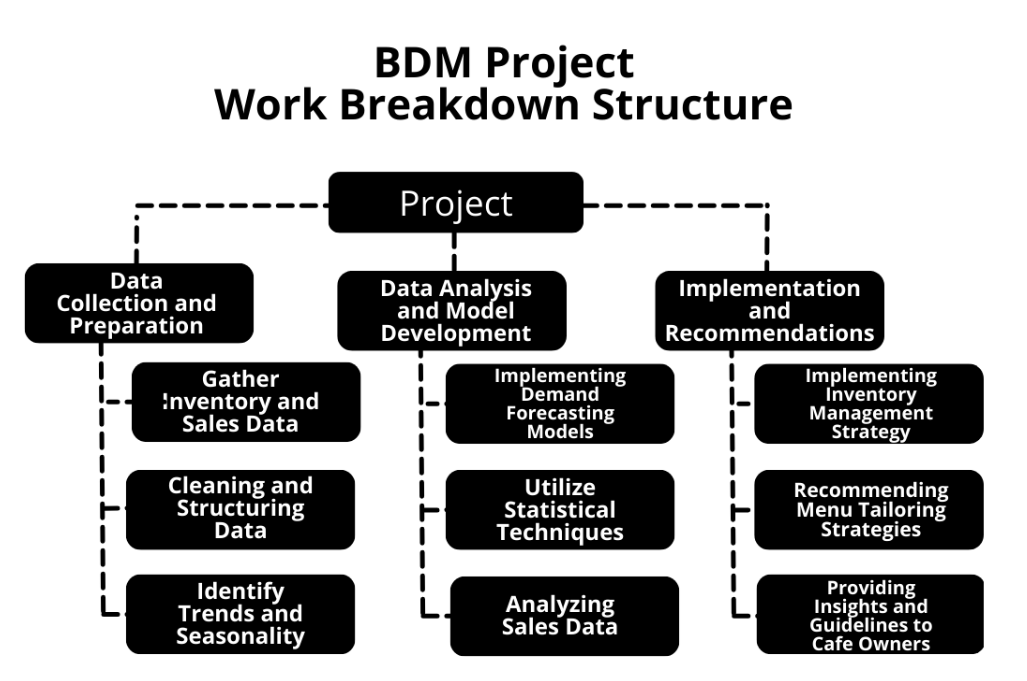 BDM Project
Work Breakdown Structure
Project
Data
Collection and
Preparation
Gather
Inventory and
Sales Data
Cleaning and
Structuring
Data
Identify
Trends and
Seasonality
Data Analysis
and Model
Development
Implementing
Demand
Forecasting
Models
Utilize
Statistical
Techniques
Analyzing
Sales Data
Implementation
and
Recommendations
Implementing
Inventory
Management
Strategy
Recommending
Menu Tailoring
Strategies
Providing
Insights and
Guidelines to
Cafe Owners